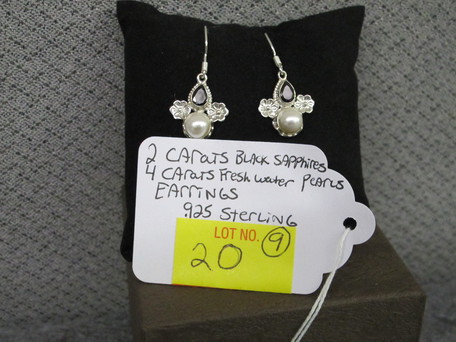 2 CArats BLack SApphires
4 CArats Fresh water PeArls
EArrings
.925 Sterling
LOT NO. 9
20